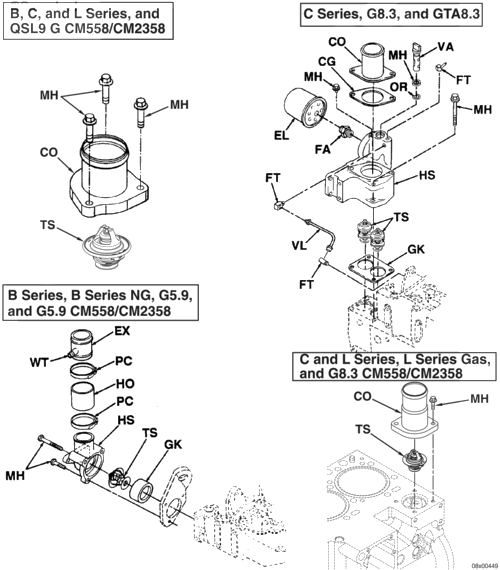 B, C, and L Series, and
QSL9 G CM558/CM2358
MH
MH
CO
TS
C Series, G8.3, and GTA8.3
CO
MH
VA
CG
FT
MH
OR
MH
EL
FA
FT
HS
TS
VL
GK
FT
B Series, B Series NG, G5.9,
and G5.9 CM558/CM2358
EX
WT
PC
HO
PC
HS
TS
GK
MH
C and L Series, L Series Gas,
and G8.3 CM558/CM2358
CO
MH
TS
08x00449